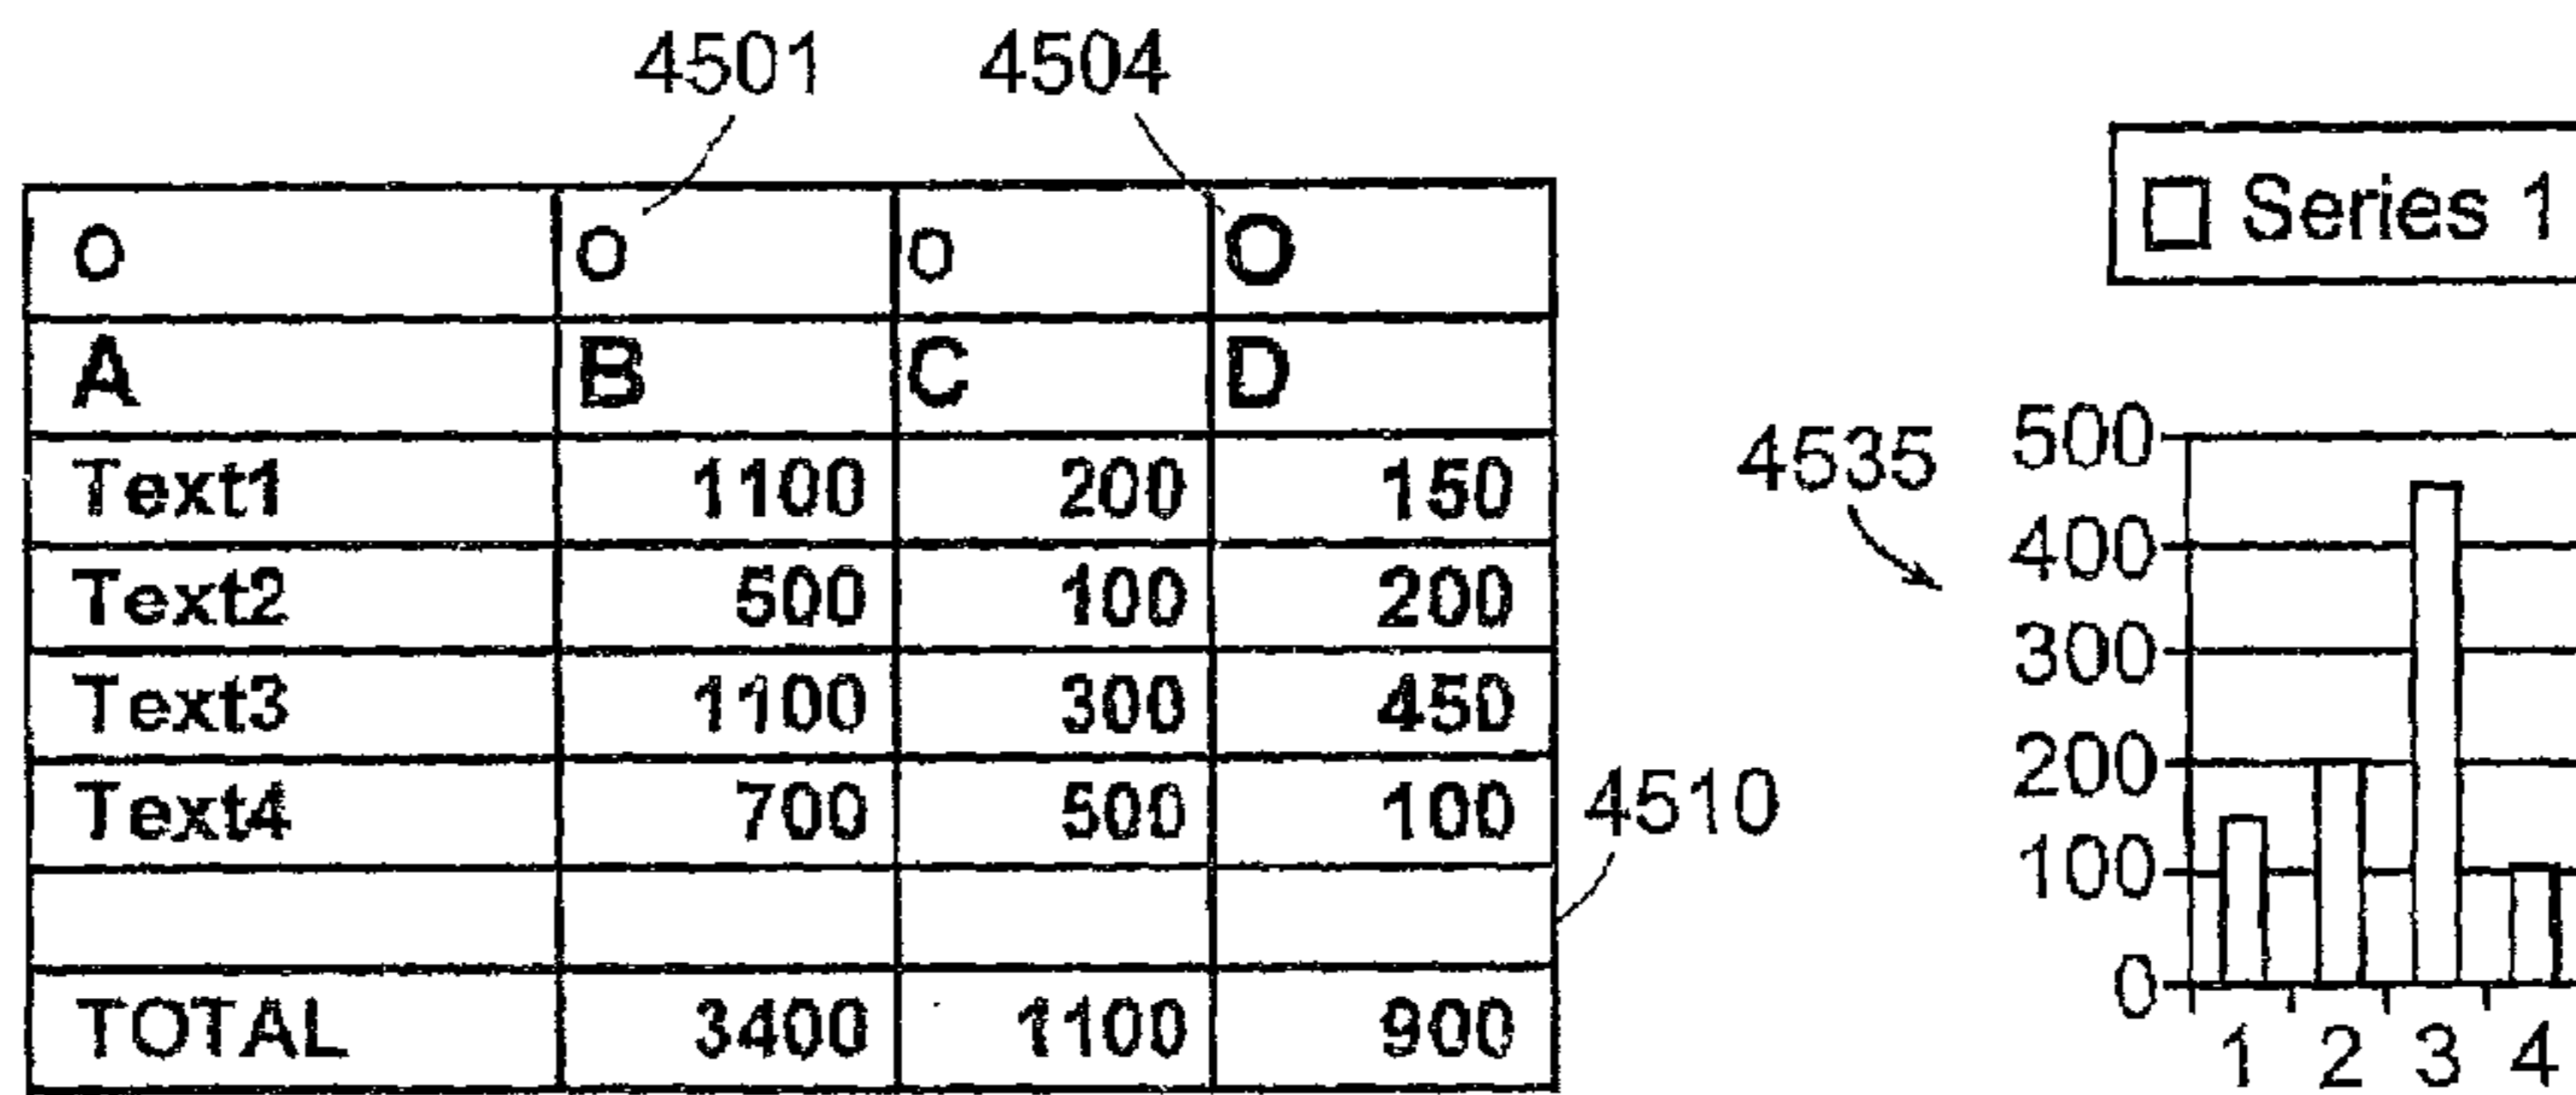 4501 4504
O O O O
A B C D
Text1 1100 200 150
Text2 500 100 200
Text3 1100 300 450
Text4 700 500 100
TOTAL 3400 1100 900
4510
Series 1
4535
500
400
300
200
100
0
1 2 3 4